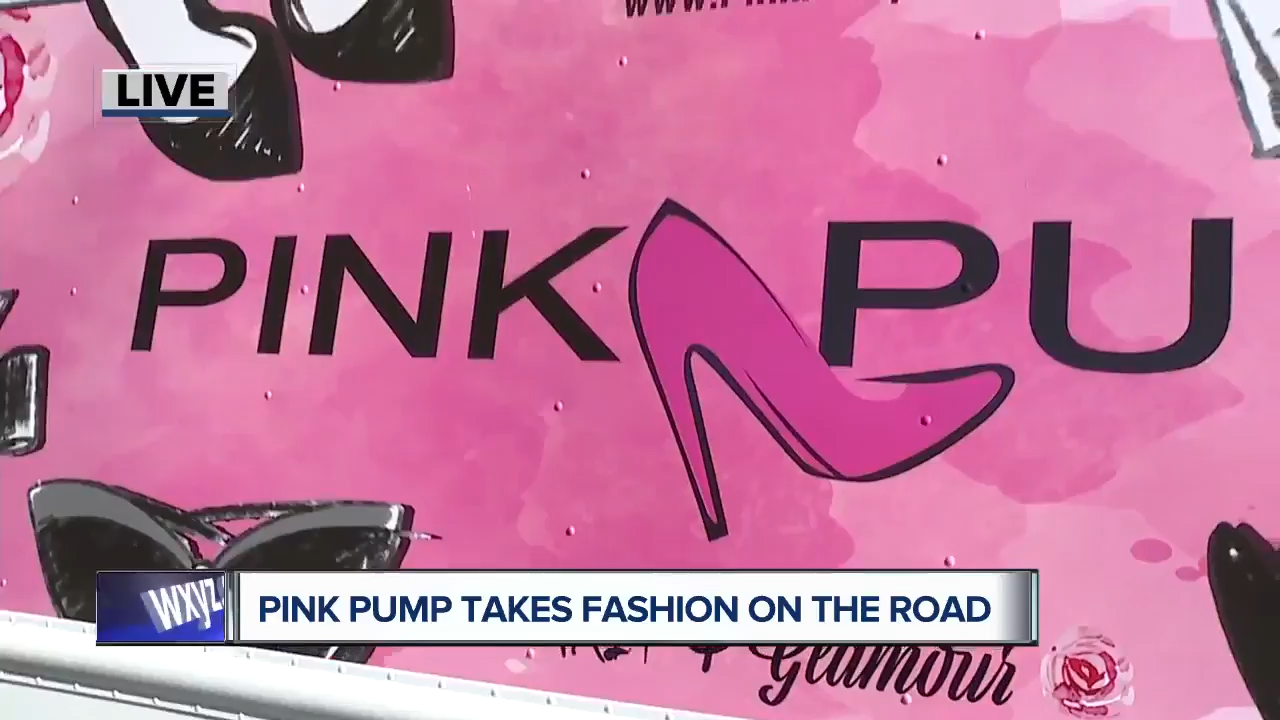 LIVE
PINK PU
wxyz
PINK PUMP TAKES FASHION ON THE ROAD
Glamour